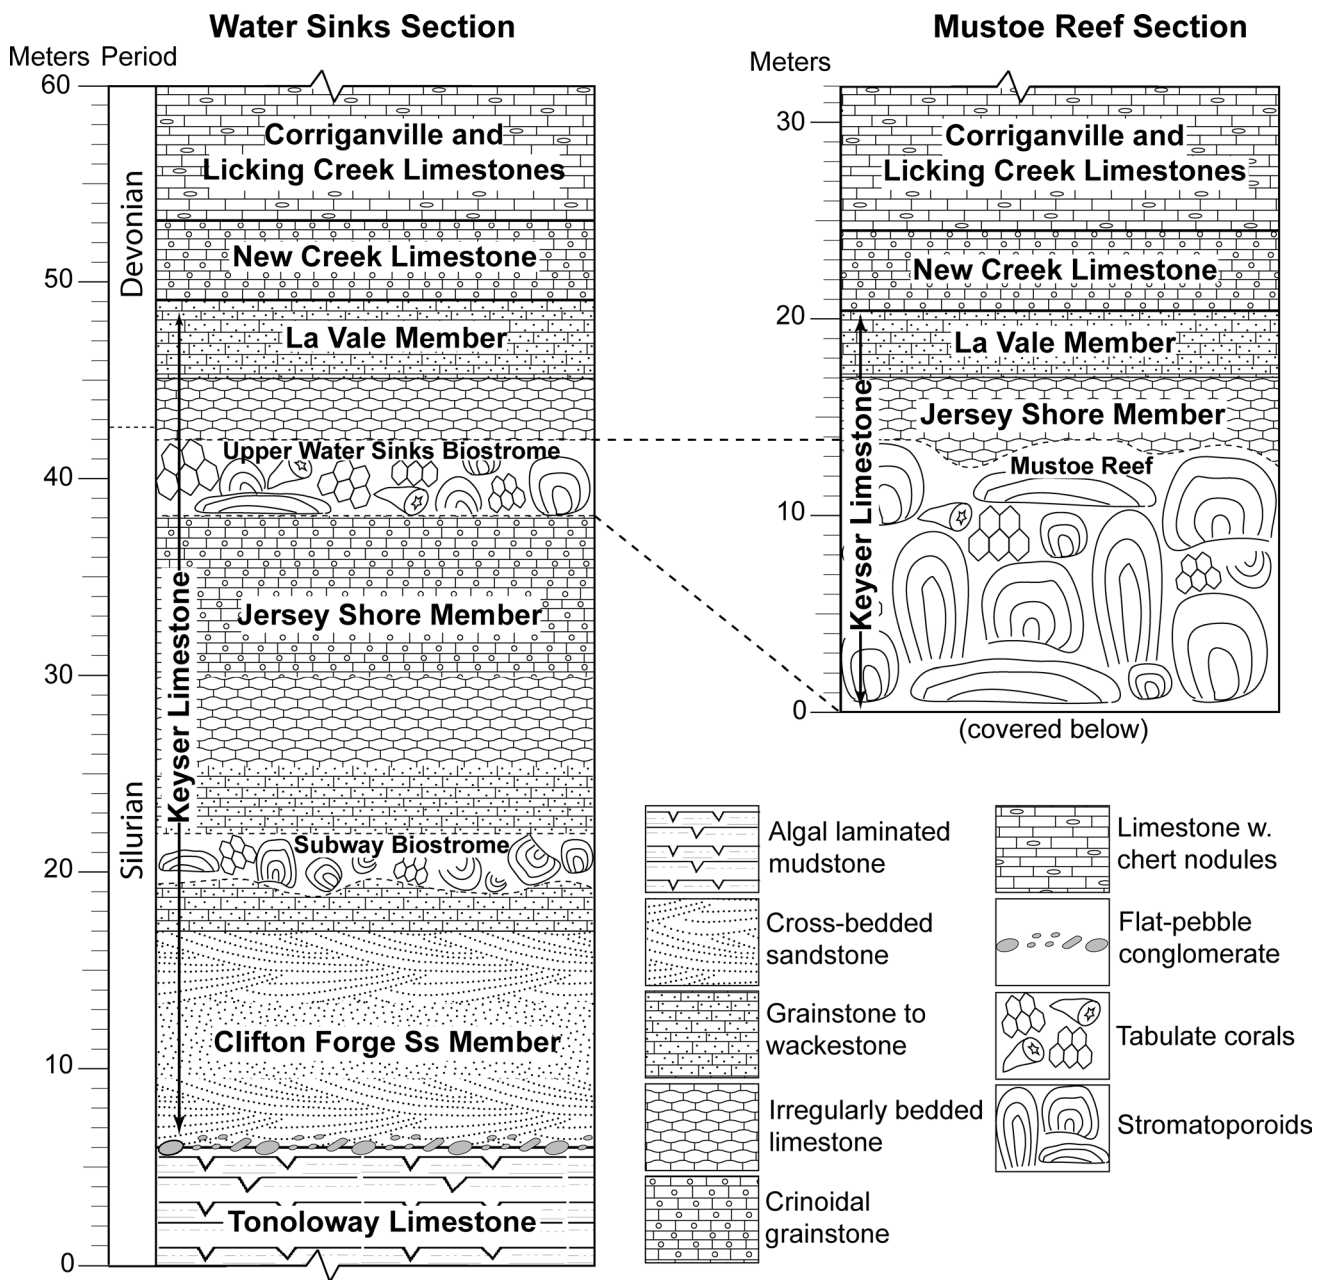 Water Sinks Section
Meters Period
60
50
40
30
20
10
0
Devonian
Silurian
Corriganville and
Licking Creek Limestones
New Creek Limestone
La Vale Member
Upper Water Sinks Biostrome
Jersey Shore Member
Keyser Limestone
Subway Biostrome
Clifton Forge Ss Member
Tonoloway Limestone
Mustoe Reef Section
Meters
30
20
10
0
Corriganville and
Licking Creek Limestones
New Creek Limestone
La Vale Member
Jersey Shore Member
Mustoe Reef
Keyser Limestone
(covered below)
Algal laminated
mudstone
Cross-bedded
sandstone
Grainstone to
wackestone
Irregularly bedded
limestone
Crinoidal
grainstone
Limestone w.
chert nodules
Flat-pebble
conglomerate
Tabulate corals
Stromatoporoids